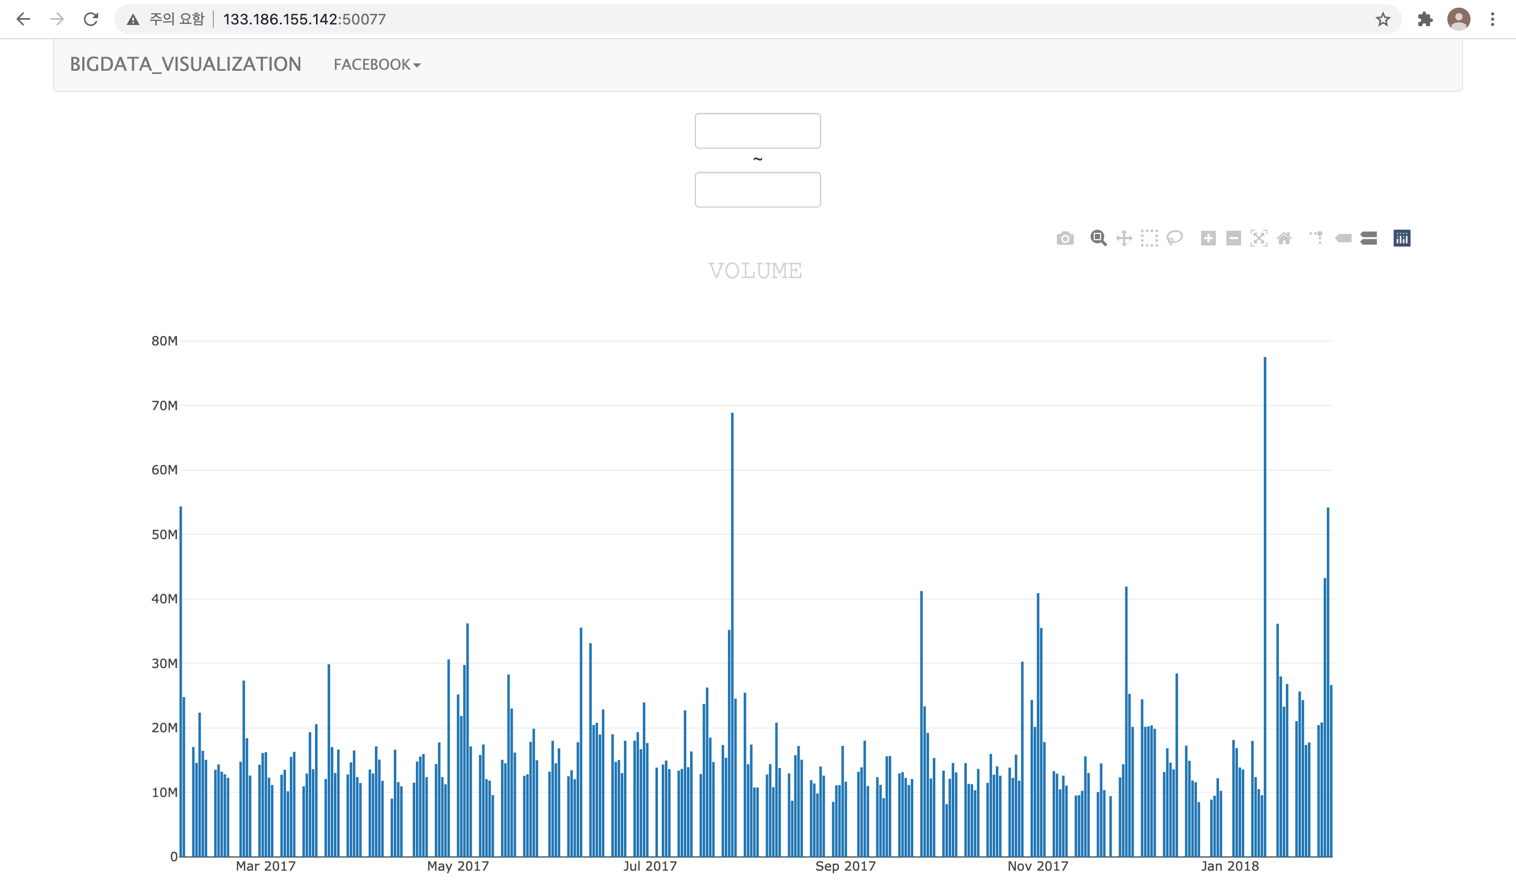 주의 요함 133.186.155.142:50077
BIGDATA_VISUALIZATION FACEBOOK
~
VOLUME
80M
70M
60M
50M
40M
30M
20M
10M
0
Mar 2017 May 2017 Jul 2017 Sep 2017 Nov 2017 Jan 2018